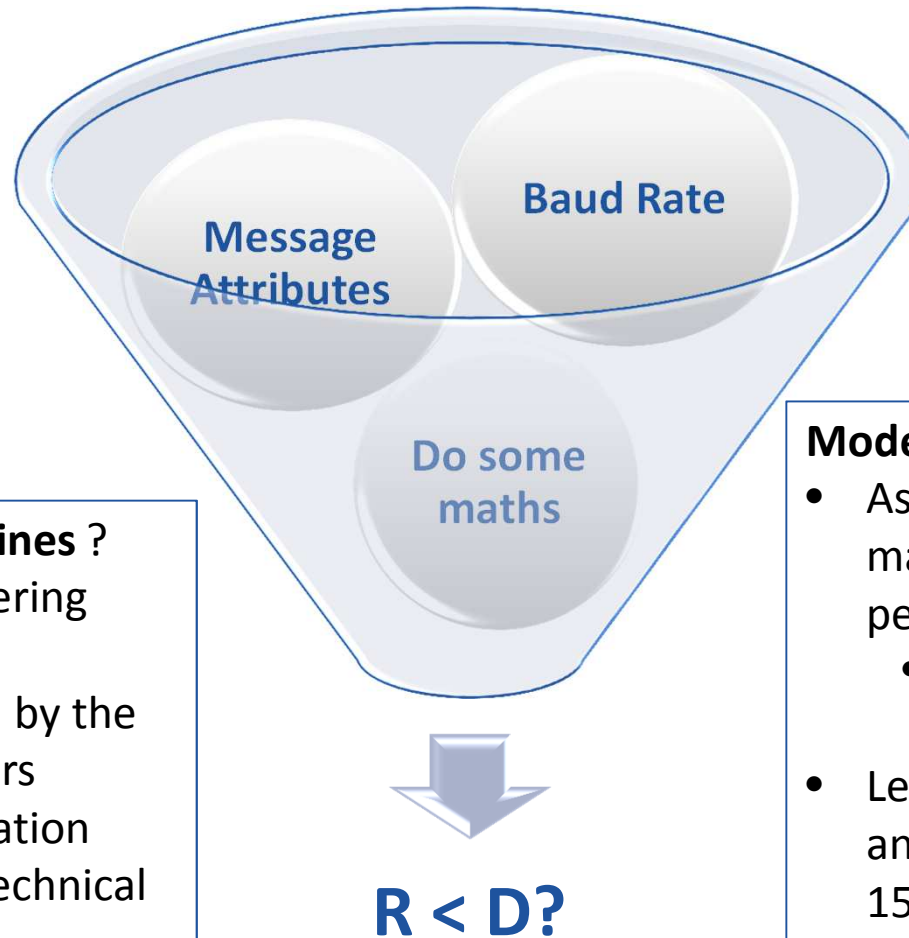 Message
Attributes
Baud Rate
Do some
maths
ines ?
ering
by the
rs
ation
echnical
R < D?
Mode
• As
ma
pe
•
• Le
an
15